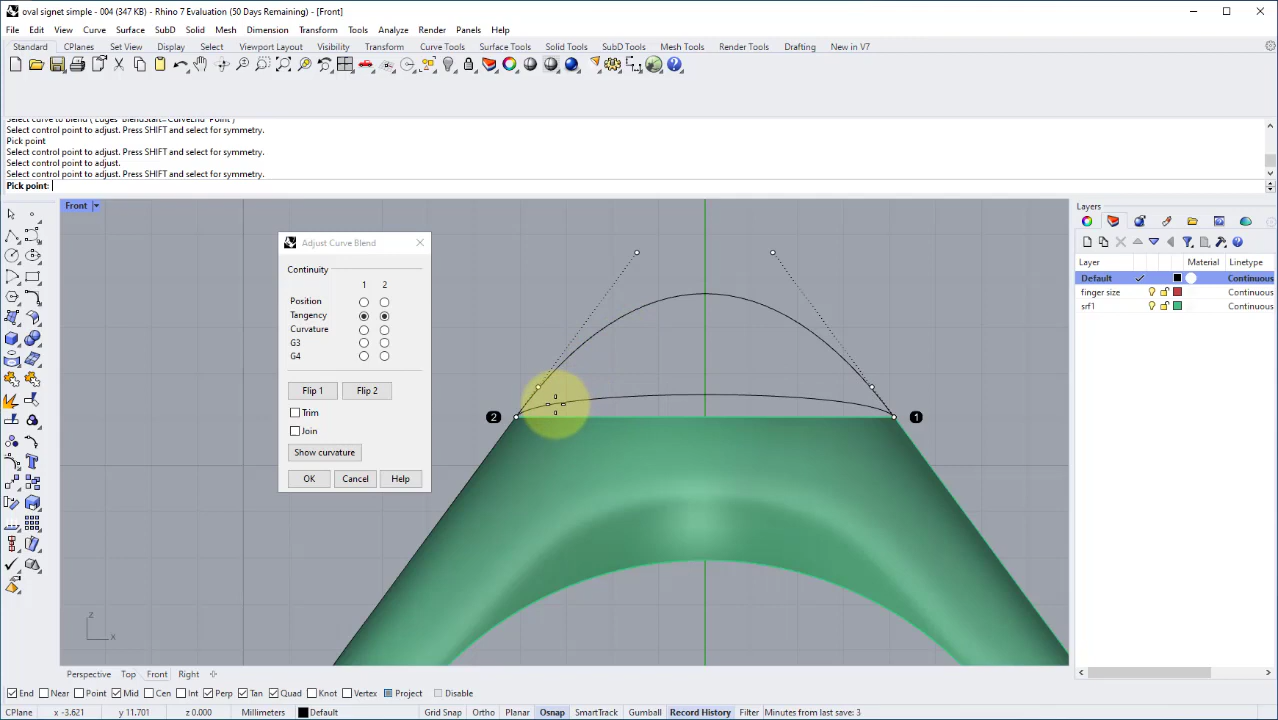 oval signet simple - 004 (347 KB) - Rhino 7 Evaluation (50 Days Remaining) - [Front]
File Edit View Curve Surface SubD Solid Mesh Dimension Transform Tools Analyze Render Panels Help
Standard CPlanes Set View Display Select Viewport Layout Visibility Transform Curve Tools Surface Tools Solid Tools SubD Tools Mesh Tools Render Tools Drafting New in V7
Select curve to blend ( Edges BlendStart=CurveEnd Point )
Select control point to adjust. Press SHIFT and select for symmetry.
Pick point
Select control point to adjust. Press SHIFT and select for symmetry.
Select control point to adjust.
Select control point to adjust. Press SHIFT and select for symmetry.
Pick point:
Front
Adjust Curve Blend
Continuity
1 2
Position
Tangency
Curvature
G3
G4
Flip 1 Flip 2
Trim
Join
Show curvature
OK Cancel Help
2
1
z
x
Layers
Layer Material Linetype
Default Continuous
finger size Continuous
srf1 Continuous
Perspective Top Front Right
End Near Point Mid Cen Int Perp Tan Quad Knot Vertex Project Disable
CPlane x -3.621 y 11.701 z 0.000 Millimeters Default Grid Snap Ortho Planar Osnap SmartTrack Gumball Record History Filter Minutes from last save: 3